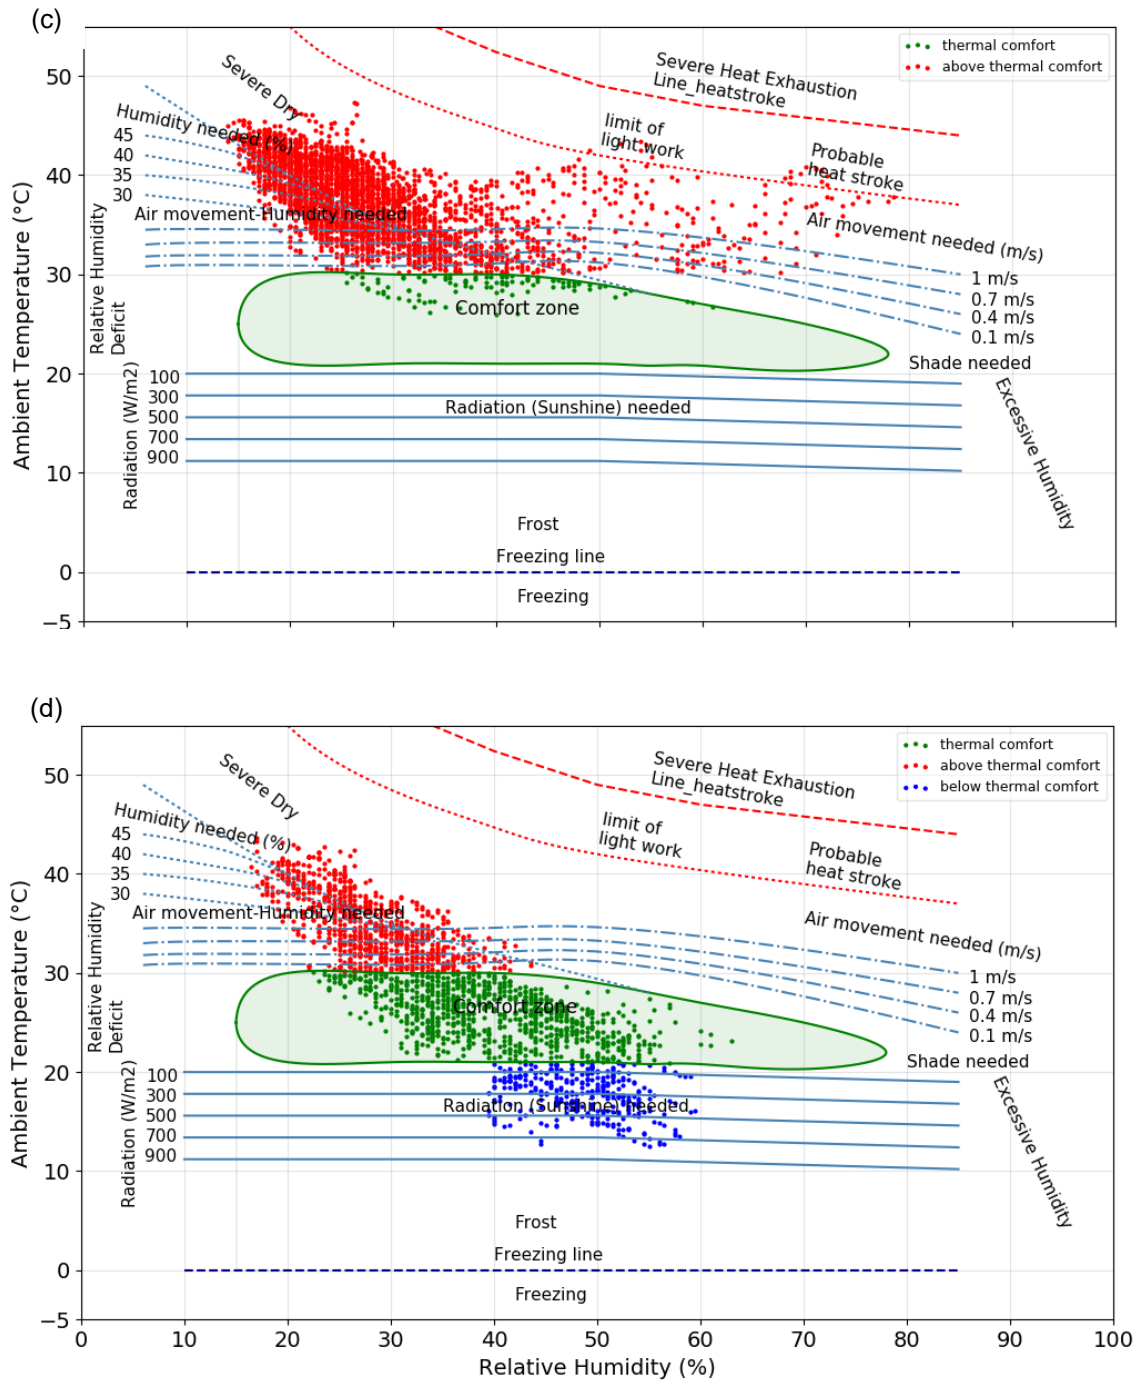 (c)
thermal comfort
above thermal comfort
50
40
30
20
10
0
−5
Ambient Temperature (°C)
Severe Dry
Severe Heat Exhaustion
Line_heatstroke
limit of
light work
Probable
heat stroke
Humidity needed (%)
45
40
35
30
Air movement-Humidity needed
Air movement needed (m/s)
1 m/s
0.7 m/s
0.4 m/s
0.1 m/s
Relative Humidity
Deficit
Comfort zone
Shade needed
Radiation (W/m2)
100
300
500
700
900
Radiation (Sunshine) needed
Excessive Humidity
Frost
Freezing line
Freezing
(d)
thermal comfort
above thermal comfort
below thermal comfort
50
40
30
20
10
0
−5
Ambient Temperature (°C)
Severe Dry
Severe Heat Exhaustion
Line_heatstroke
limit of
light work
Probable
heat stroke
Humidity needed (%)
45
40
35
30
Air movement-Humidity needed
Air movement needed (m/s)
1 m/s
0.7 m/s
0.4 m/s
0.1 m/s
Relative Humidity
Deficit
Comfort zone
Shade needed
Radiation (W/m2)
100
300
500
700
900
Radiation (Sunshine) needed
Excessive Humidity
Frost
Freezing line
Freezing
0 10 20 30 40 50 60 70 80 90 100
Relative Humidity (%)